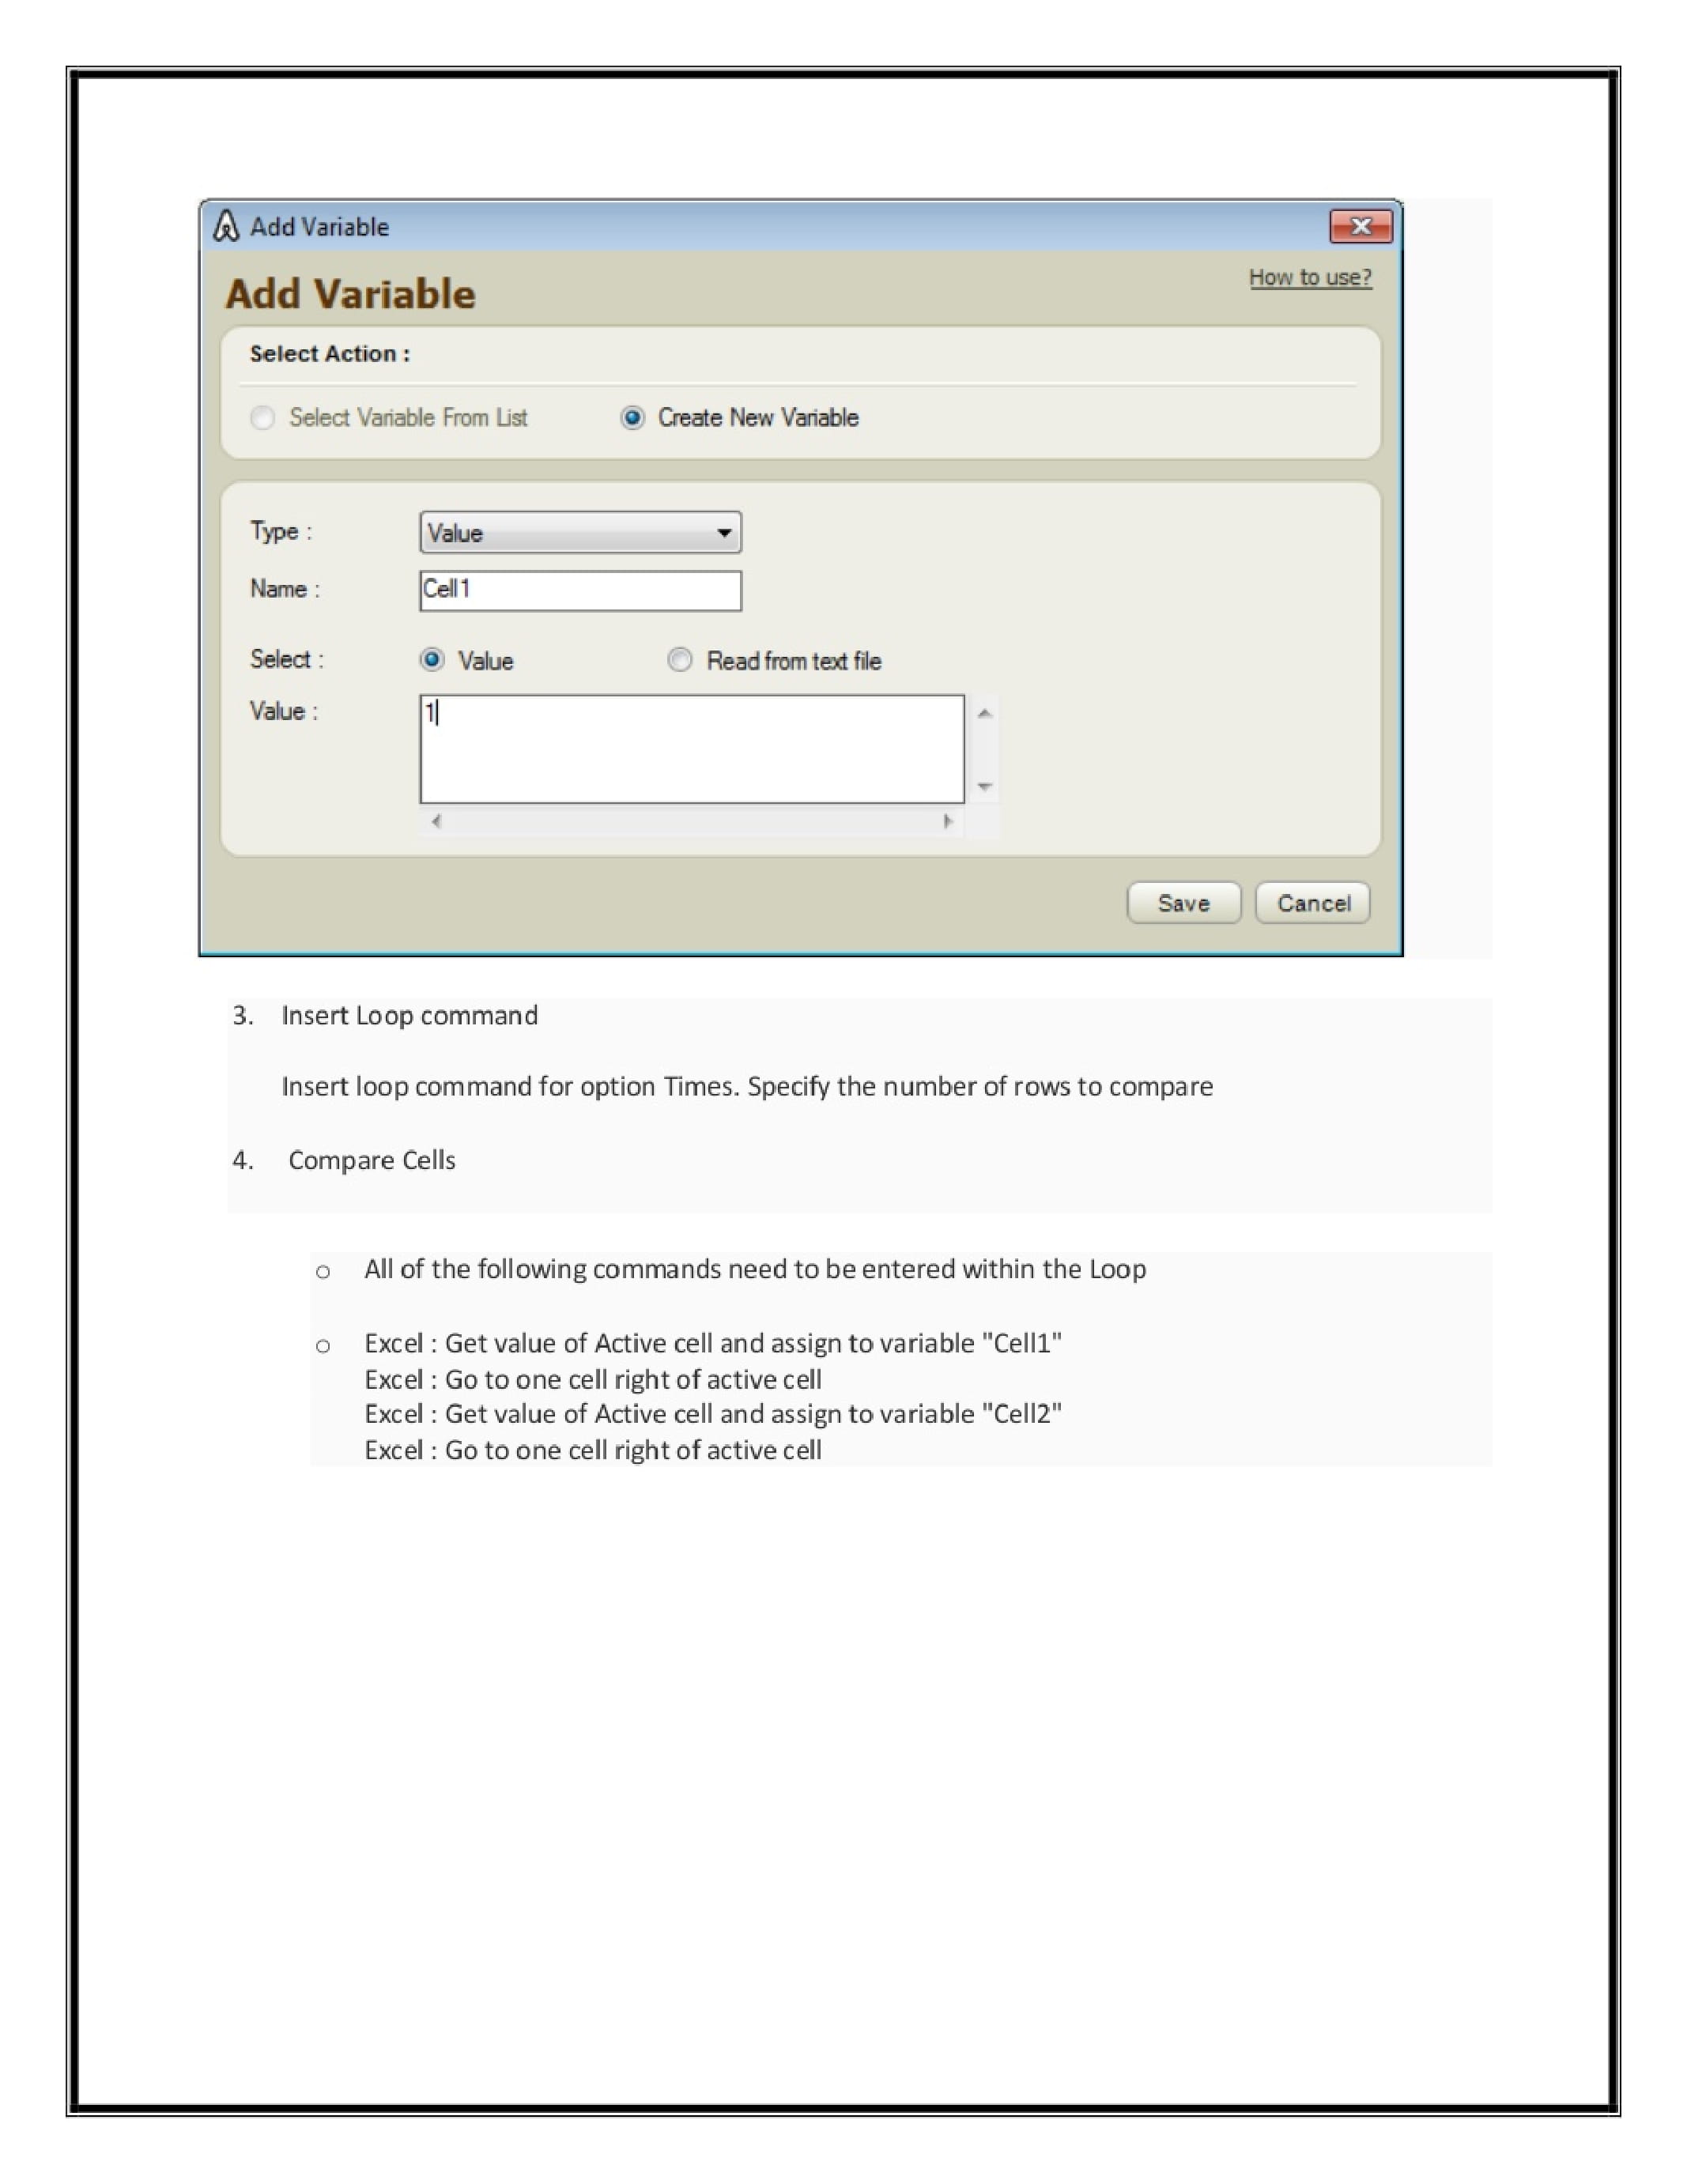 Add Variable
Add Variable
How to use?
Select Action :
Select Variable From List Create New Variable
Type : Value
Name : Cell1
Select : Value Read from text file
Value : 1
Save Cancel
3. Insert Loop command
Insert loop command for option Times. Specify the number of rows to compare
4. Compare Cells
o All of the following commands need to be entered within the Loop
o Excel : Get value of Active cell and assign to variable "Cell1"
Excel : Go to one cell right of active cell
Excel : Get value of Active cell and assign to variable "Cell2"
Excel : Go to one cell right of active cell